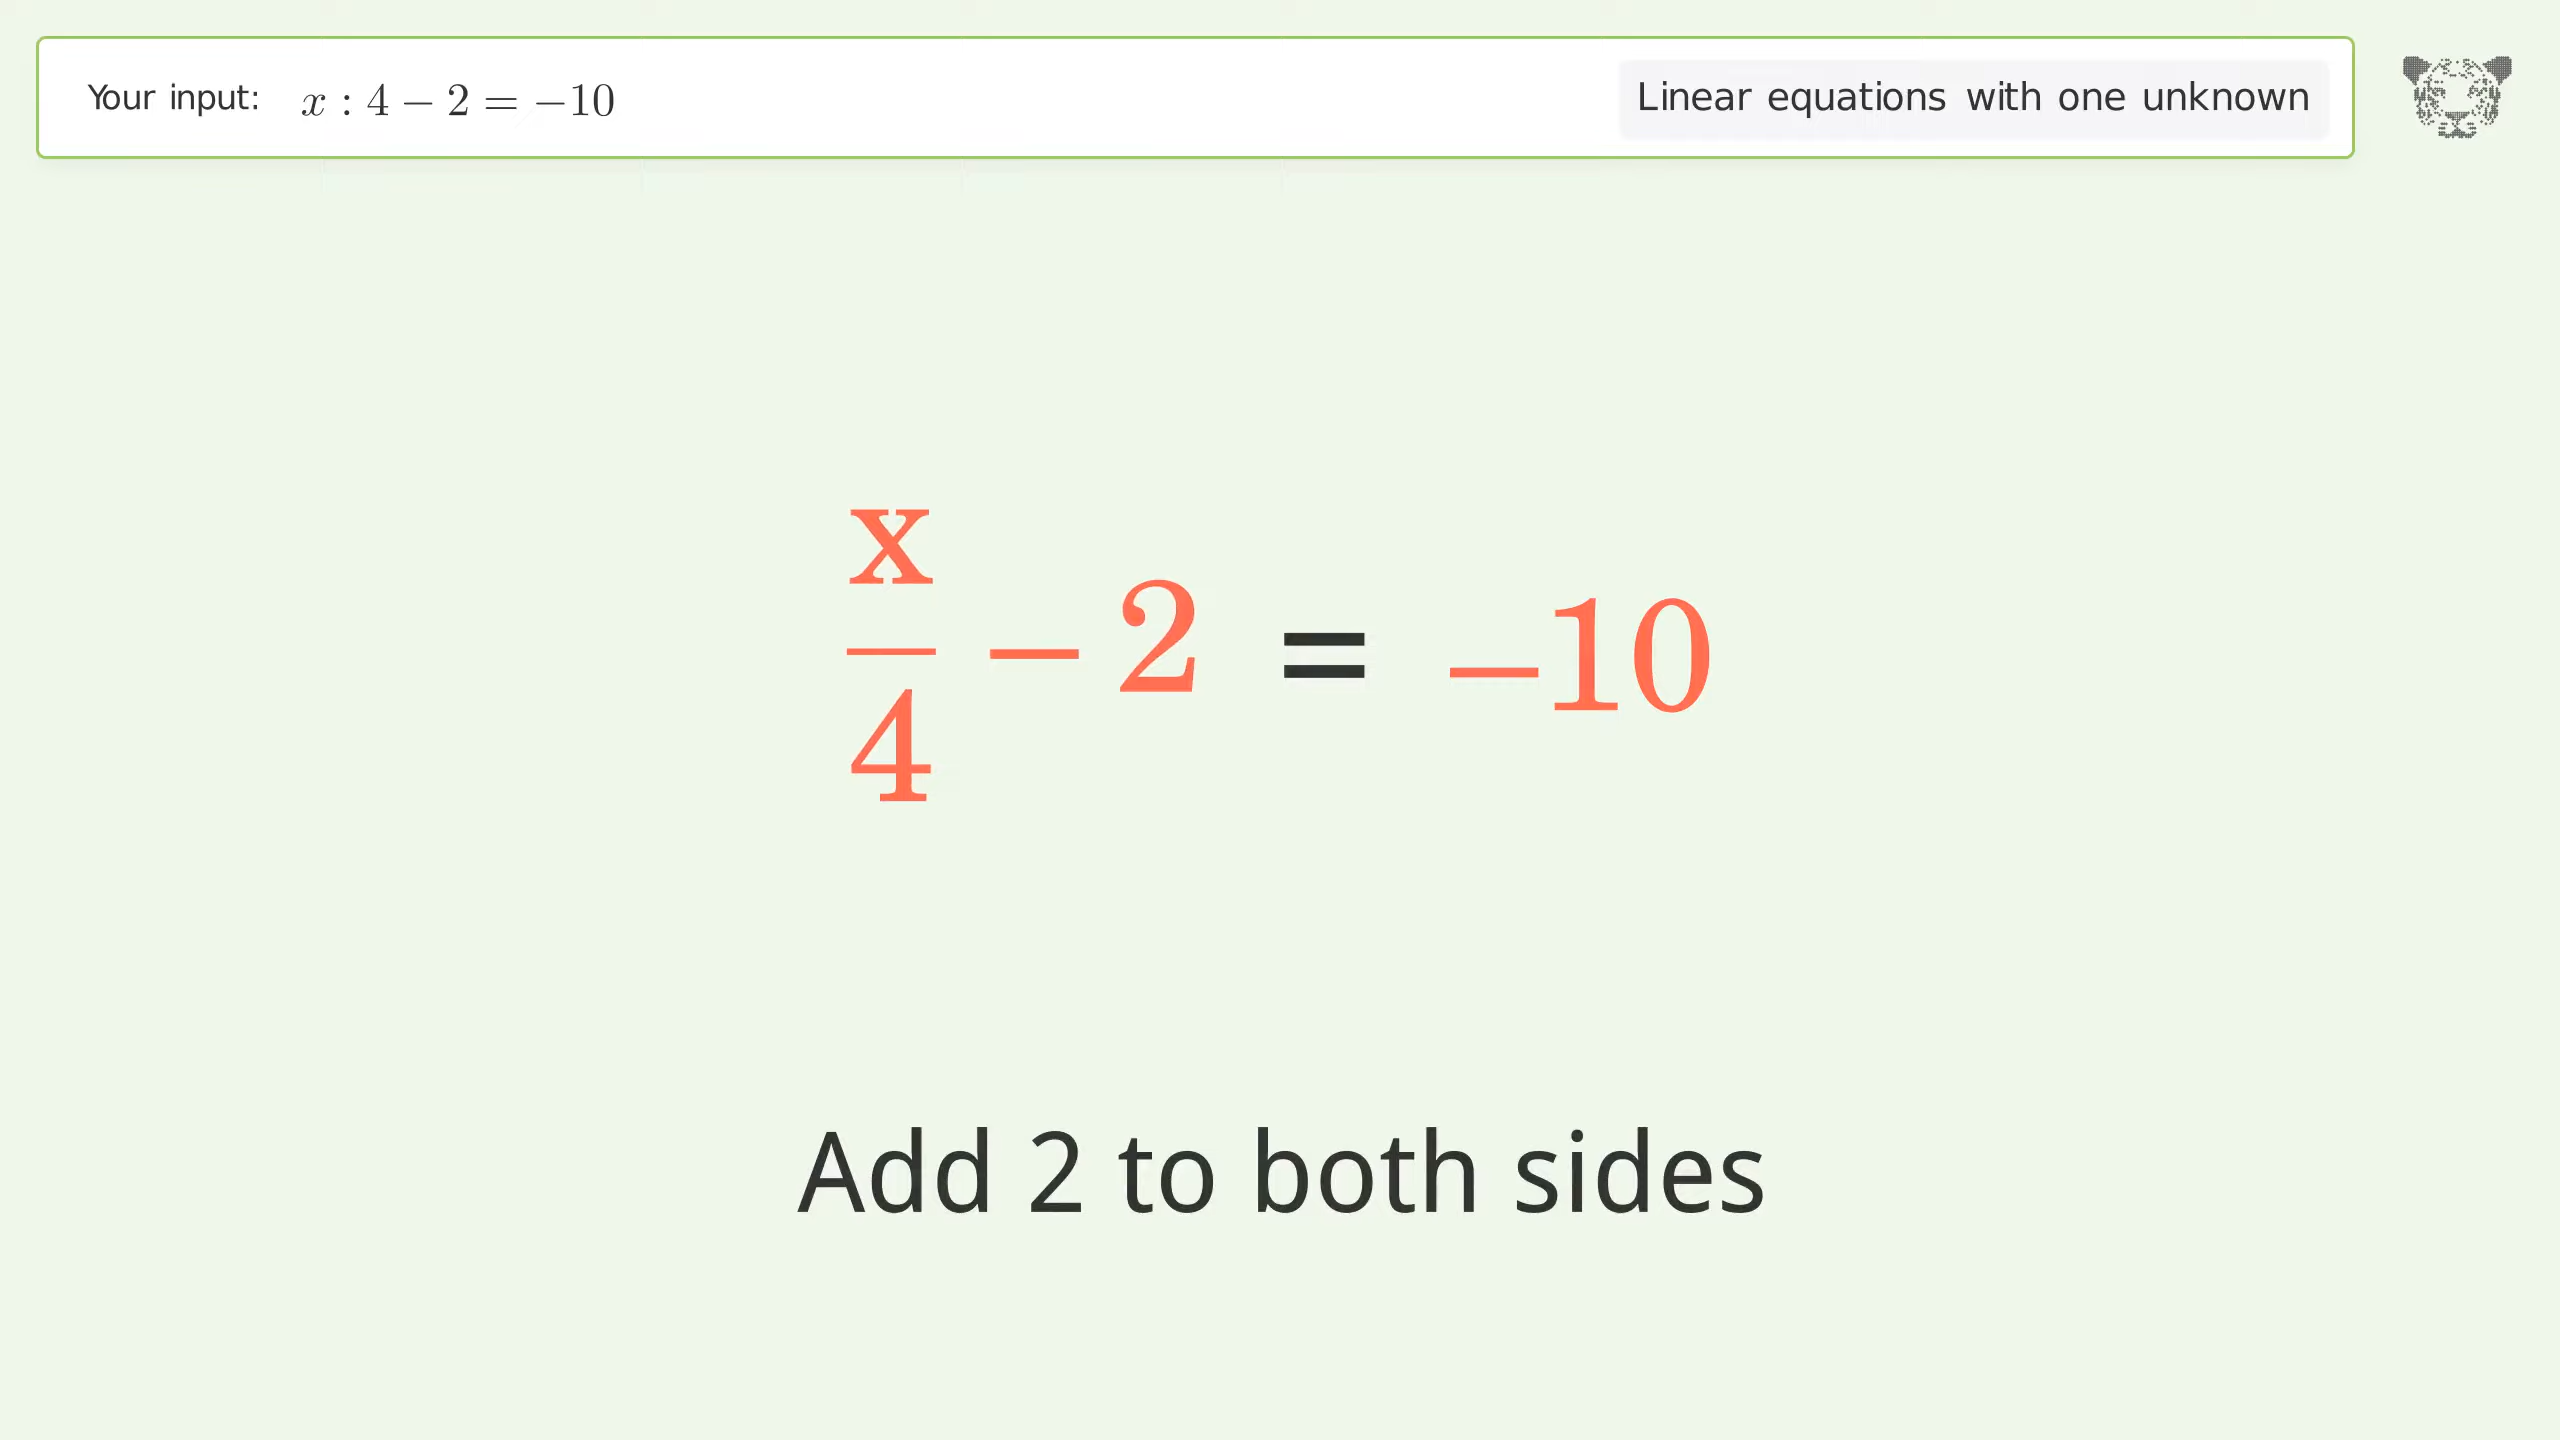 Your input: x : 4 − 2 = −10
Linear equations with one unknown
x/4 − 2 = −10
Add 2 to both sides